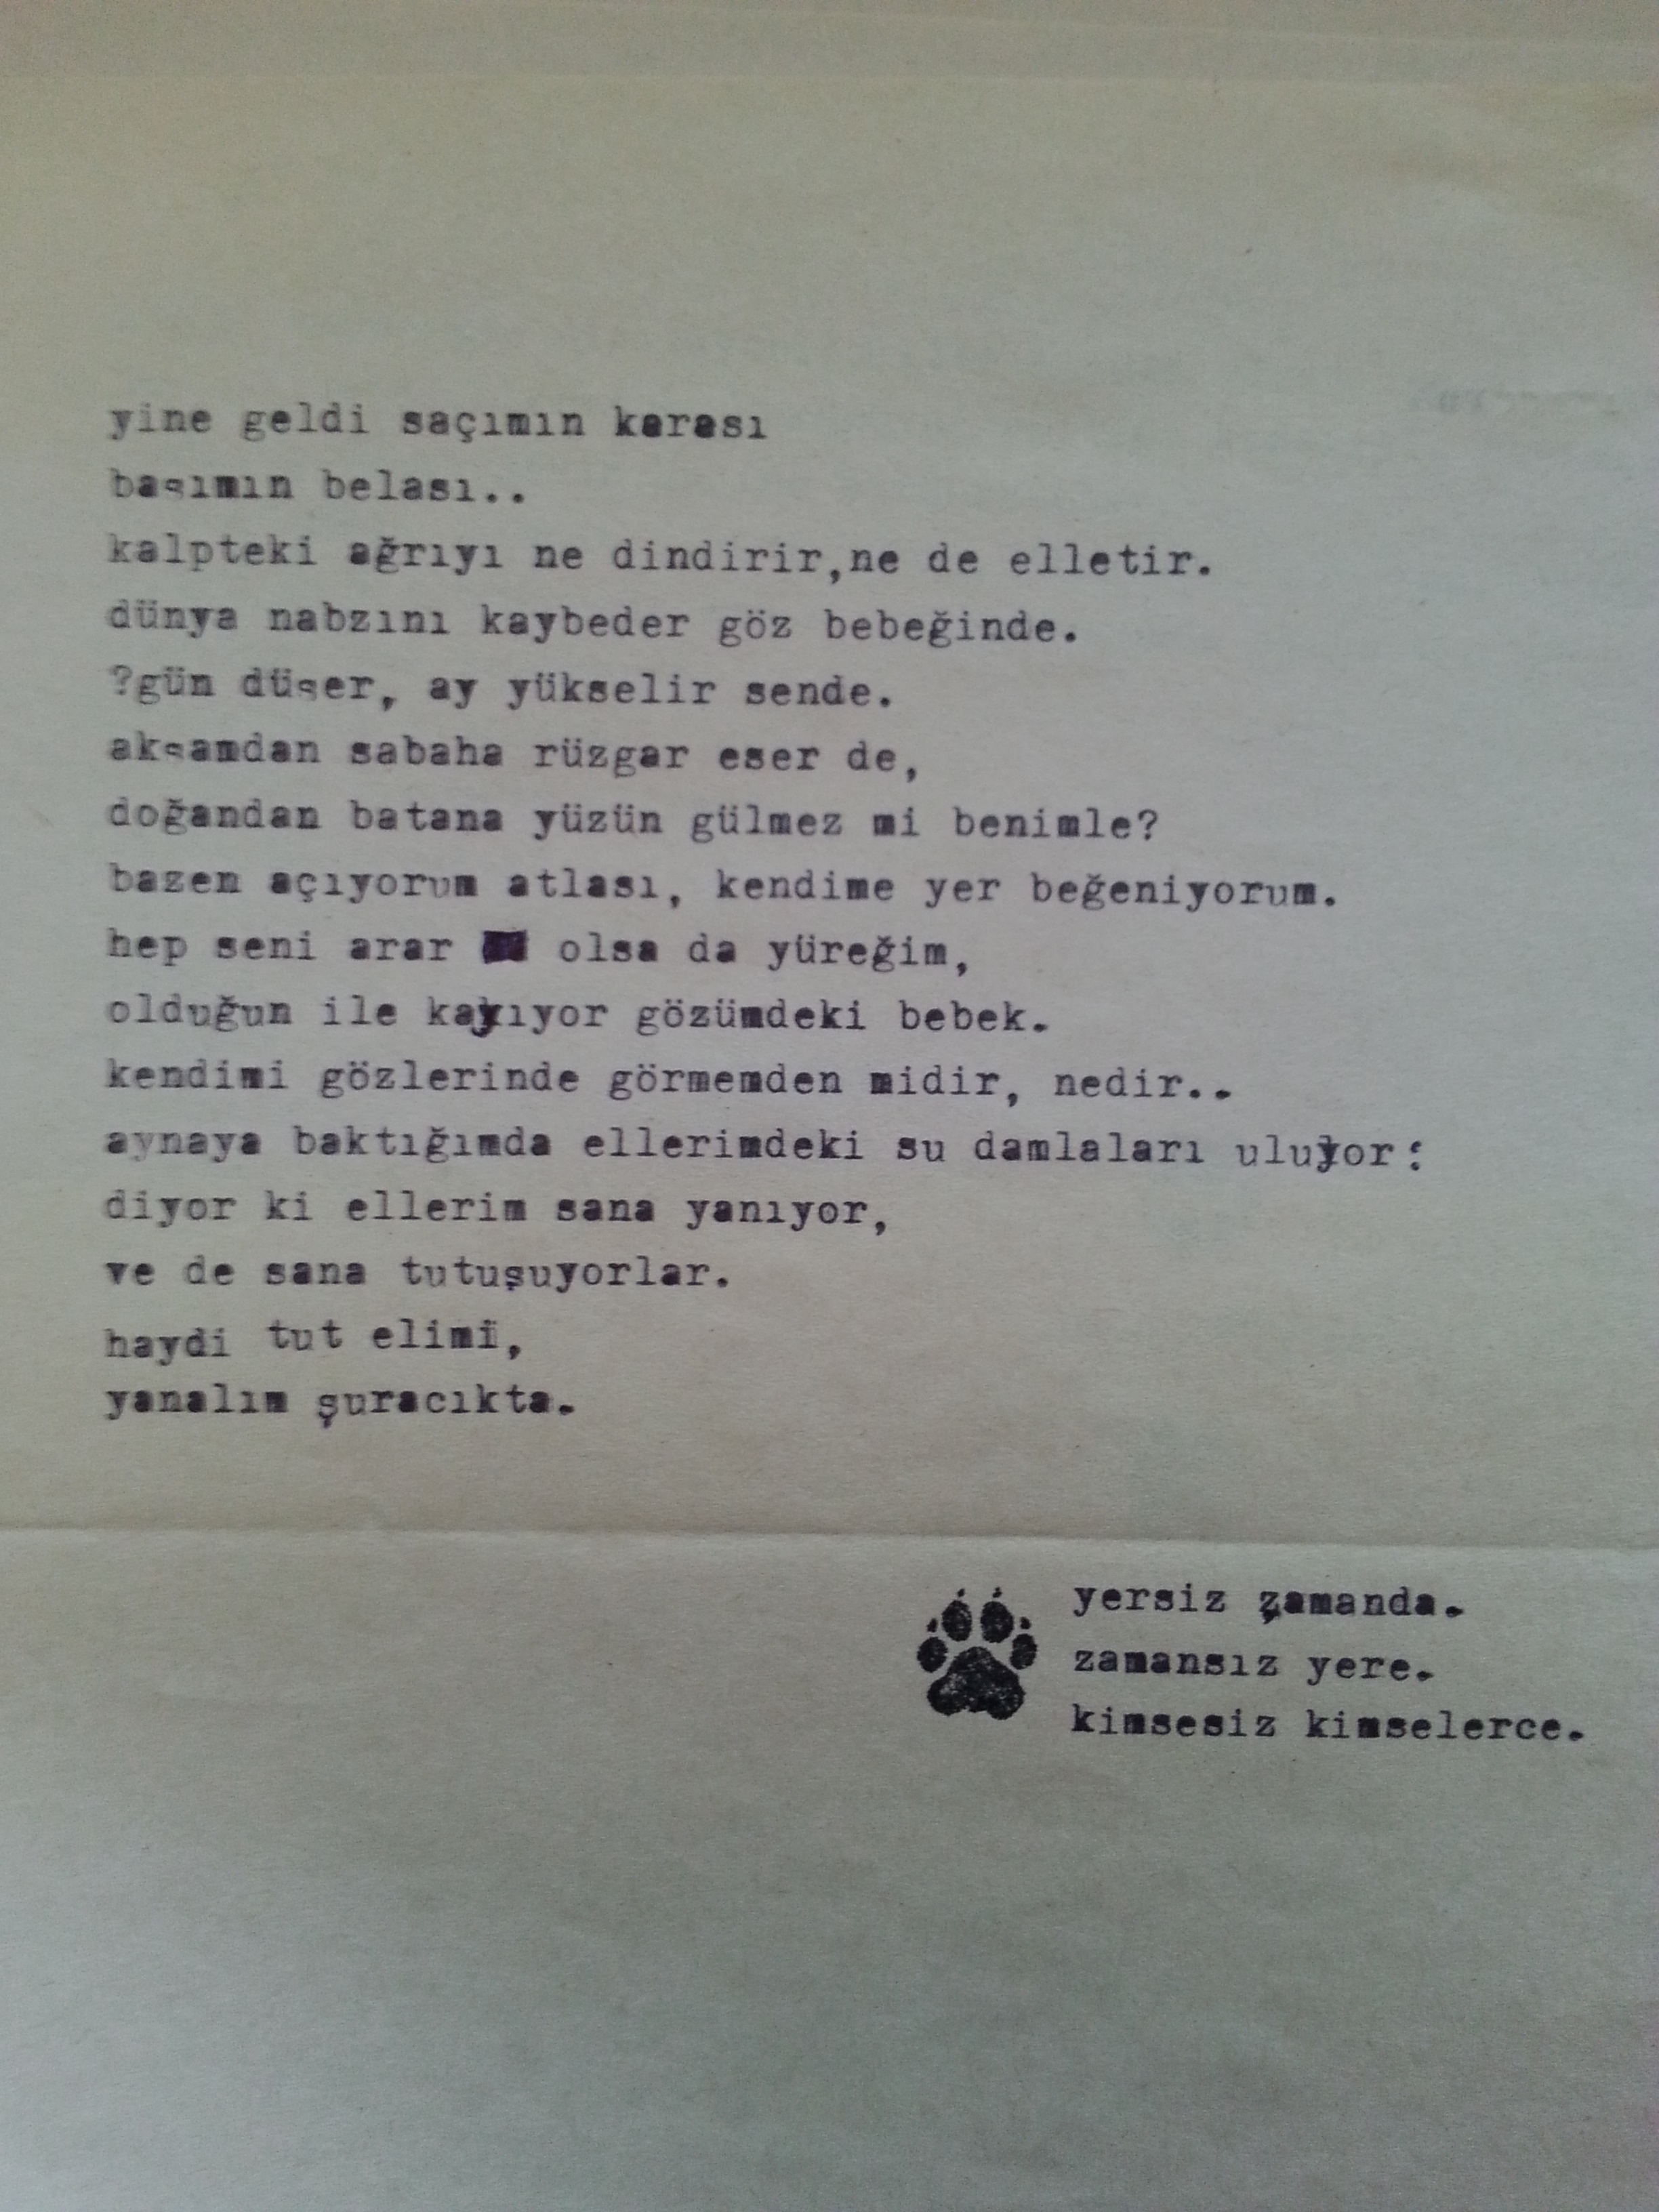 yine geldi saçımın karası
başımın belası..
kalpteki ağrıyı ne dindirir,ne de elletir.
dünya nabzını kaybeder göz bebeğinde.
?gün düşer, ay yükselir sende.
akşamdan sabaha rüzgar eser de,
doğandan batana yüzün gülmez mi benimle?
bazen açıyorum atlası, kendime yer beğeniyorum.
hep seni arar olsa da yüreğim,
olduğun ile kayıyor gözümdeki bebek.
kendimi gözlerinde görmemden midir, nedir..
aynaya baktığımda ellerimdeki su damlaları uluyor:
diyor ki ellerim sana yanıyor,
ve de sana tutuşuyorlar.
haydi tut elimi,
yanalım şuracıkta.
yersiz zamanda.
zamansız yere.
kimsesiz kimselerce.